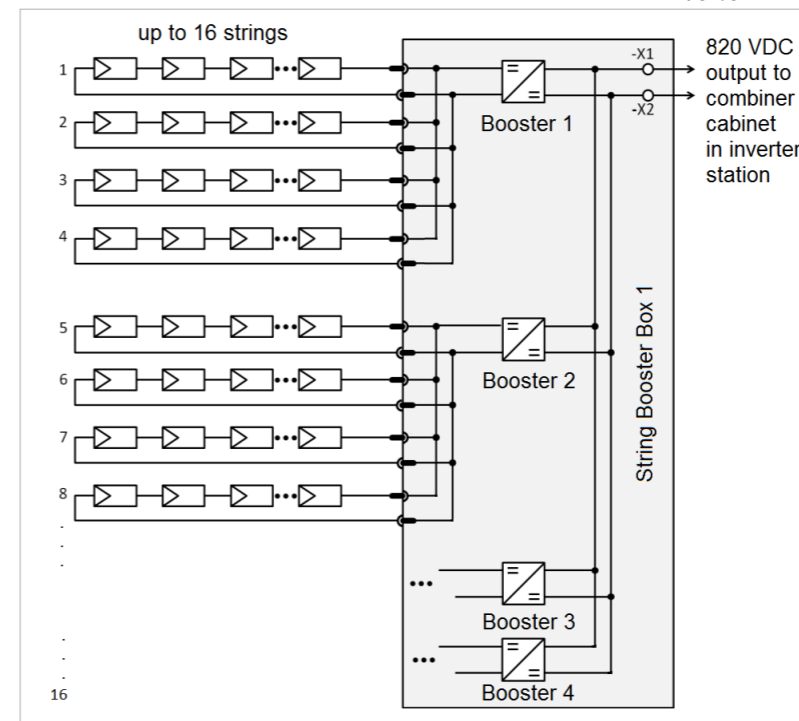 up to 16 strings
1
2
3
4
5
6
7
8
.
.
.
.
.
.
16
-X1
-X2
820 VDC
output to
combiner
cabinet
in inverter
station
Booster 1
Booster 2
Booster 3
Booster 4
String Booster Box 1